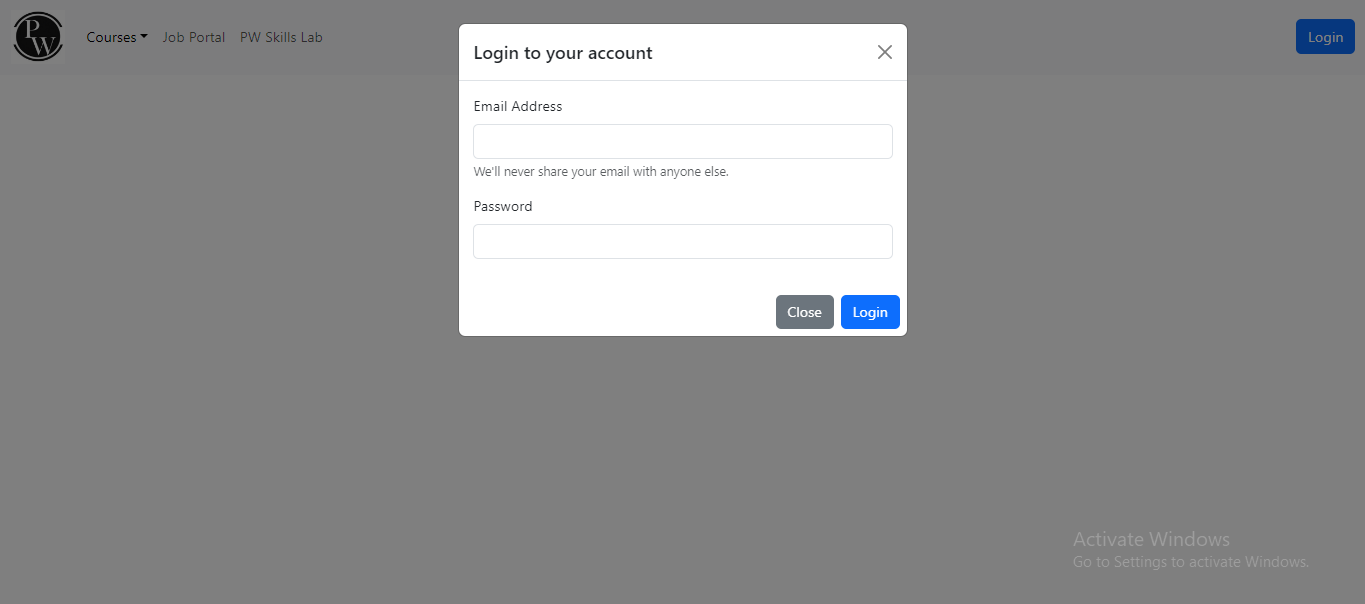 PW
Courses
Job Portal
PW Skills Lab
Login
Login to your account
Email Address
We'll never share your email with anyone else.
Password
Close
Login
Activate Windows
Go to Settings to activate Windows.